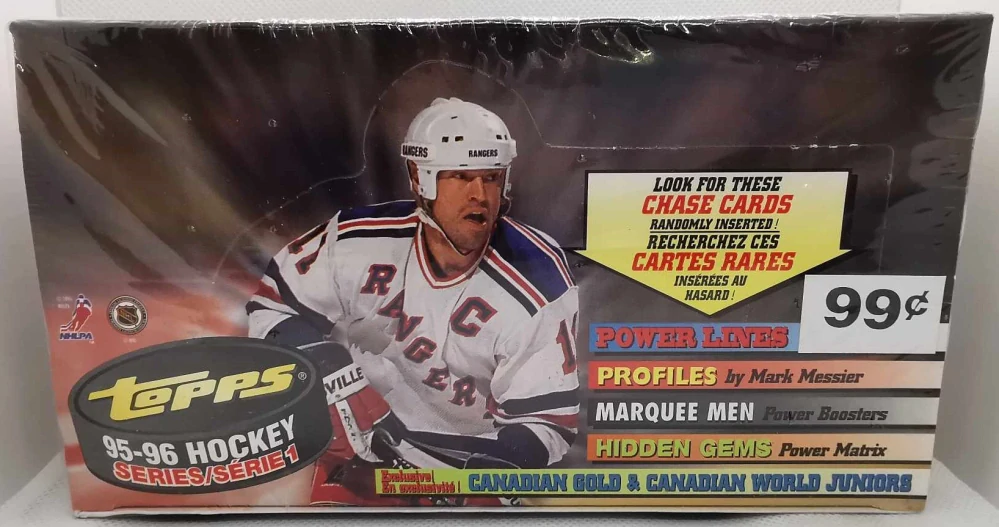 RANGERS
RANGERS
LOOK FOR THESE
CHASE CARDS
RANDOMLY INSERTED!
RECHERCHEZ CES
CARTES RARES
INSÉRÉES AU
HASARD!
99¢
11
RANGERS
C
1
VILLE
NHLPA
POWER LINES
PROFILES by Mark Messier
MARQUEE MEN Power Boosters
HIDDEN GEMS Power Matrix
Topps®
95-96 HOCKEY
SERIES/SÉRIE 1
Exclusive!
En exclusivité!
CANADIAN GOLD & CANADIAN WORLD JUNIORS